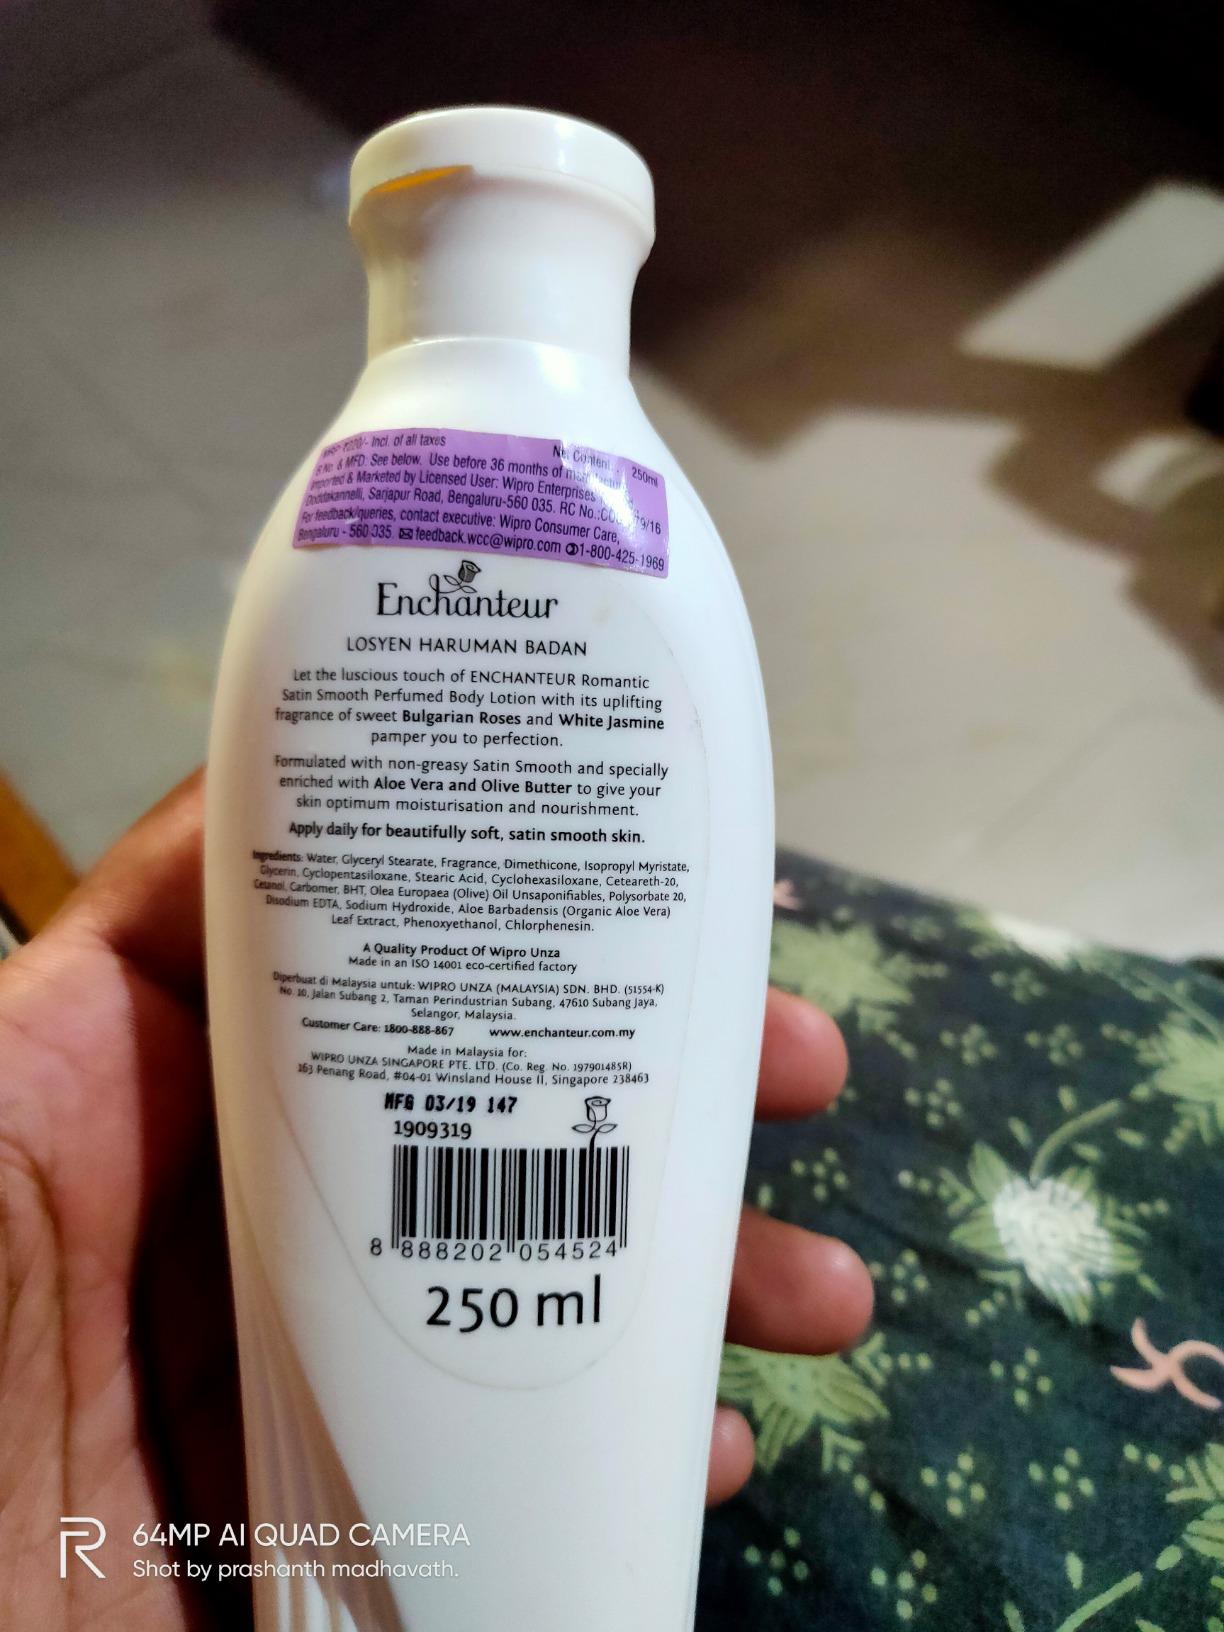 Incl. of all taxes
Net Content: 250ml
B.No. & MFD: See below. Use before 36 months of
Imported & Marketed by Licensed User: Wipro Enterprises
Doddakannelli, Sarjapur Road, Bengaluru-560 035. RC No.:
For feedback/queries, contact executive: Wipro Consumer Care,
Bengaluru - 560 035. feedback.wcc@wipro.com 1-800-425-1969
Enchanteur
LOSYEN HARUMAN BADAN
Let the luscious touch of ENCHANTEUR Romantic
Satin Smooth Perfumed Body Lotion with its uplifting
fragrance of sweet Bulgarian Roses and White Jasmine
pamper you to perfection.
Formulated with non-greasy Satin Smooth and specially
enriched with Aloe Vera and Olive Butter to give your
skin optimum moisturisation and nourishment.
Apply daily for beautifully soft, satin smooth skin.
Ingredients: Water, Glyceryl Stearate, Fragrance, Dimethicone, Isopropyl Myristate,
Glycerin, Cyclopentasiloxane, Stearic Acid, Cyclohexasiloxane, Ceteareth-20,
Cetanol, Carbomer, BHT, Olea Europaea (Olive) Oil Unsaponifiables, Polysorbate 20,
Disodium EDTA, Sodium Hydroxide, Aloe Barbadensis (Organic Aloe Vera)
Leaf Extract, Phenoxyethanol, Chlorphenesin.
A Quality Product Of Wipro Unza
Made in an ISO 14001 eco-certified factory
Diperbuat di Malaysia untuk: WIPRO UNZA (MALAYSIA) SDN. BHD. (51554-K)
No. 10, Jalan Subang 2, Taman Perindustrian Subang, 47610 Subang Jaya,
Selangor, Malaysia.
Customer Care: 1800-888-867 www.enchanteur.com.my
Made in Malaysia for:
WIPRO UNZA SINGAPORE PTE. LTD. (Co. Reg. No. 197901485R)
163 Penang Road, #04-01 Winsland House II, Singapore 238463
MFG 03/19 147
1909319
8 888202 054524
250 ml
R 64MP AI QUAD CAMERA
Shot by prashanth madhavath.